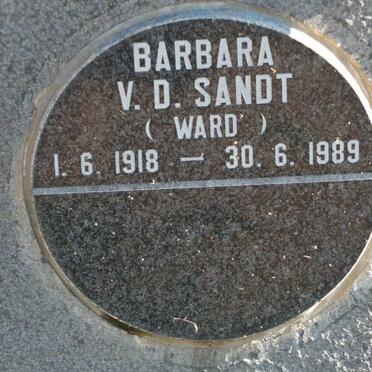 BARBARA
V. D. SANDT
( WARD )
1. 6. 1918 — 30. 6. 1989